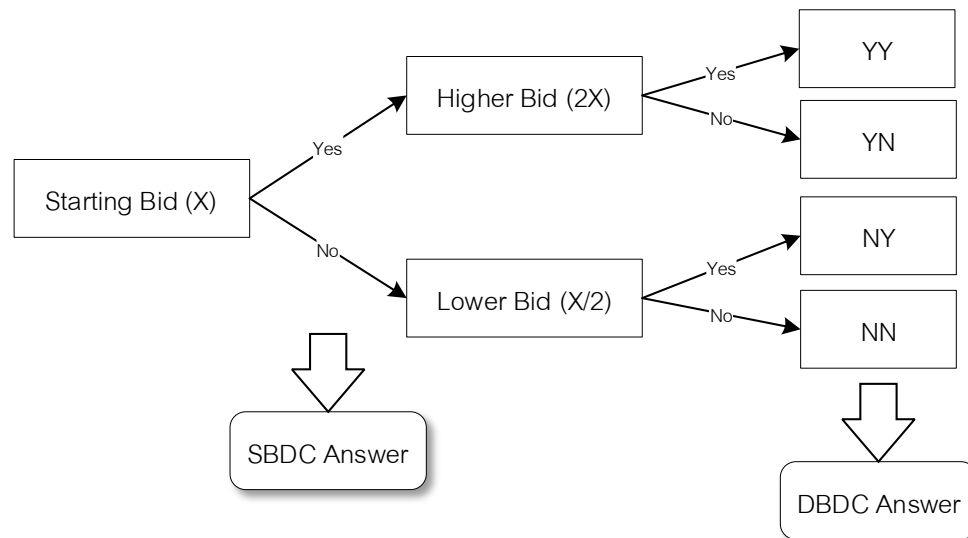 YY
Yes
Higher Bid (2X)
No
YN
Yes
Starting Bid (X)
No
NY
Yes
Lower Bid (X/2)
No
NN
SBDC Answer
DBDC Answer